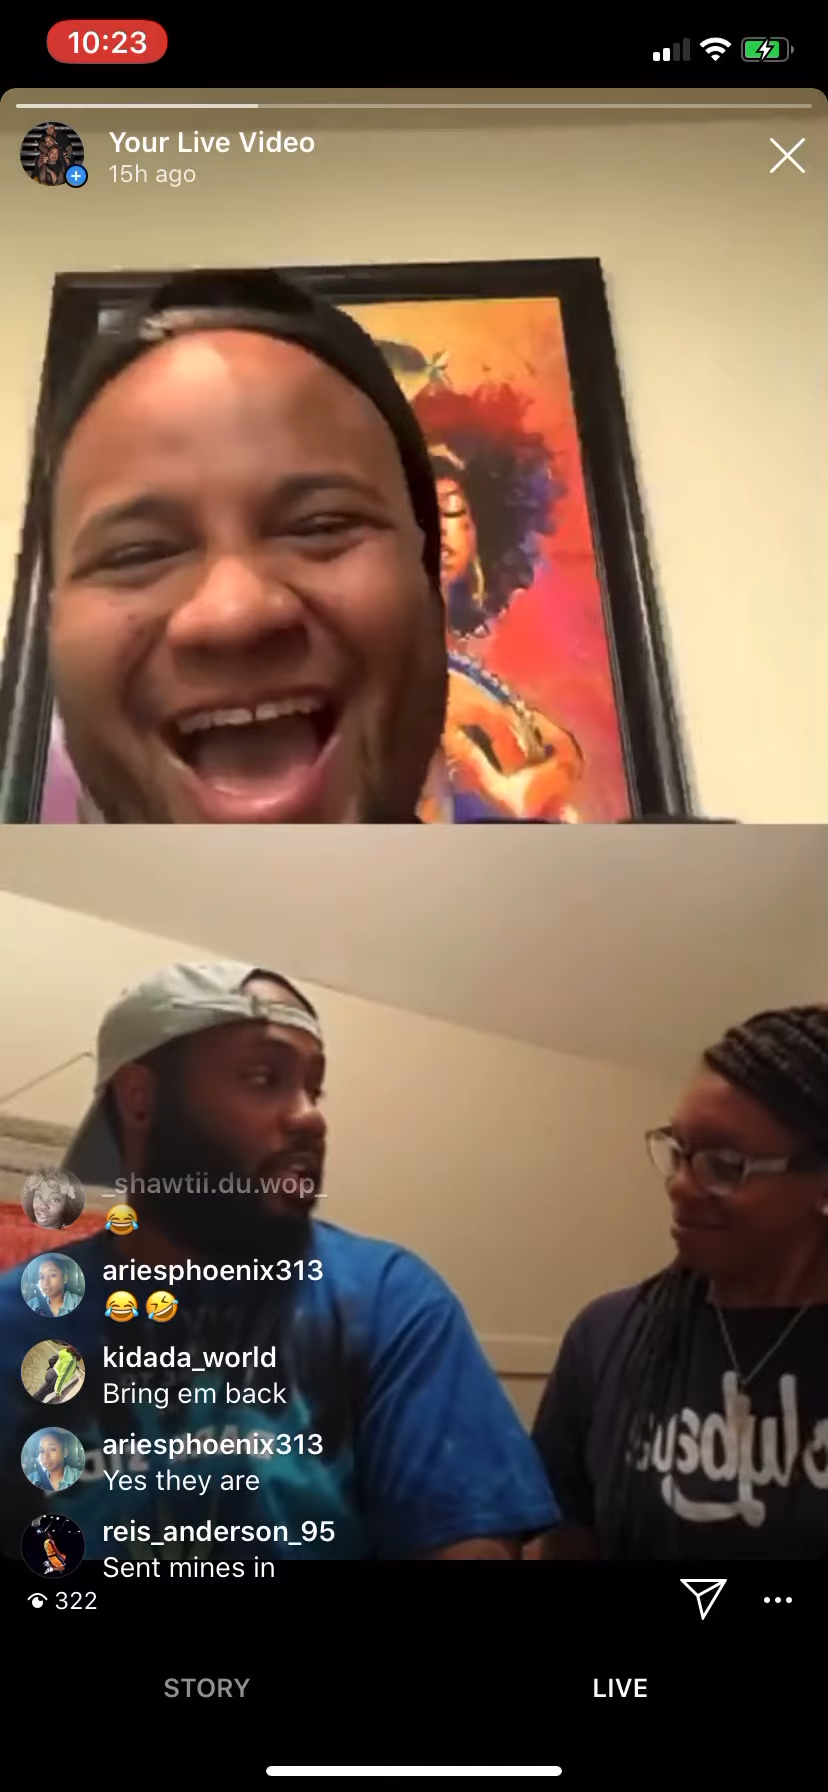 10:23
Your Live Video
15h ago
_shawtii.du.wop_
😂
ariesphoenix313
😂🤣
kidada_world
Bring em back
ariesphoenix313
Yes they are
reis_anderson_95
Sent mines in
322
STORY
LIVE